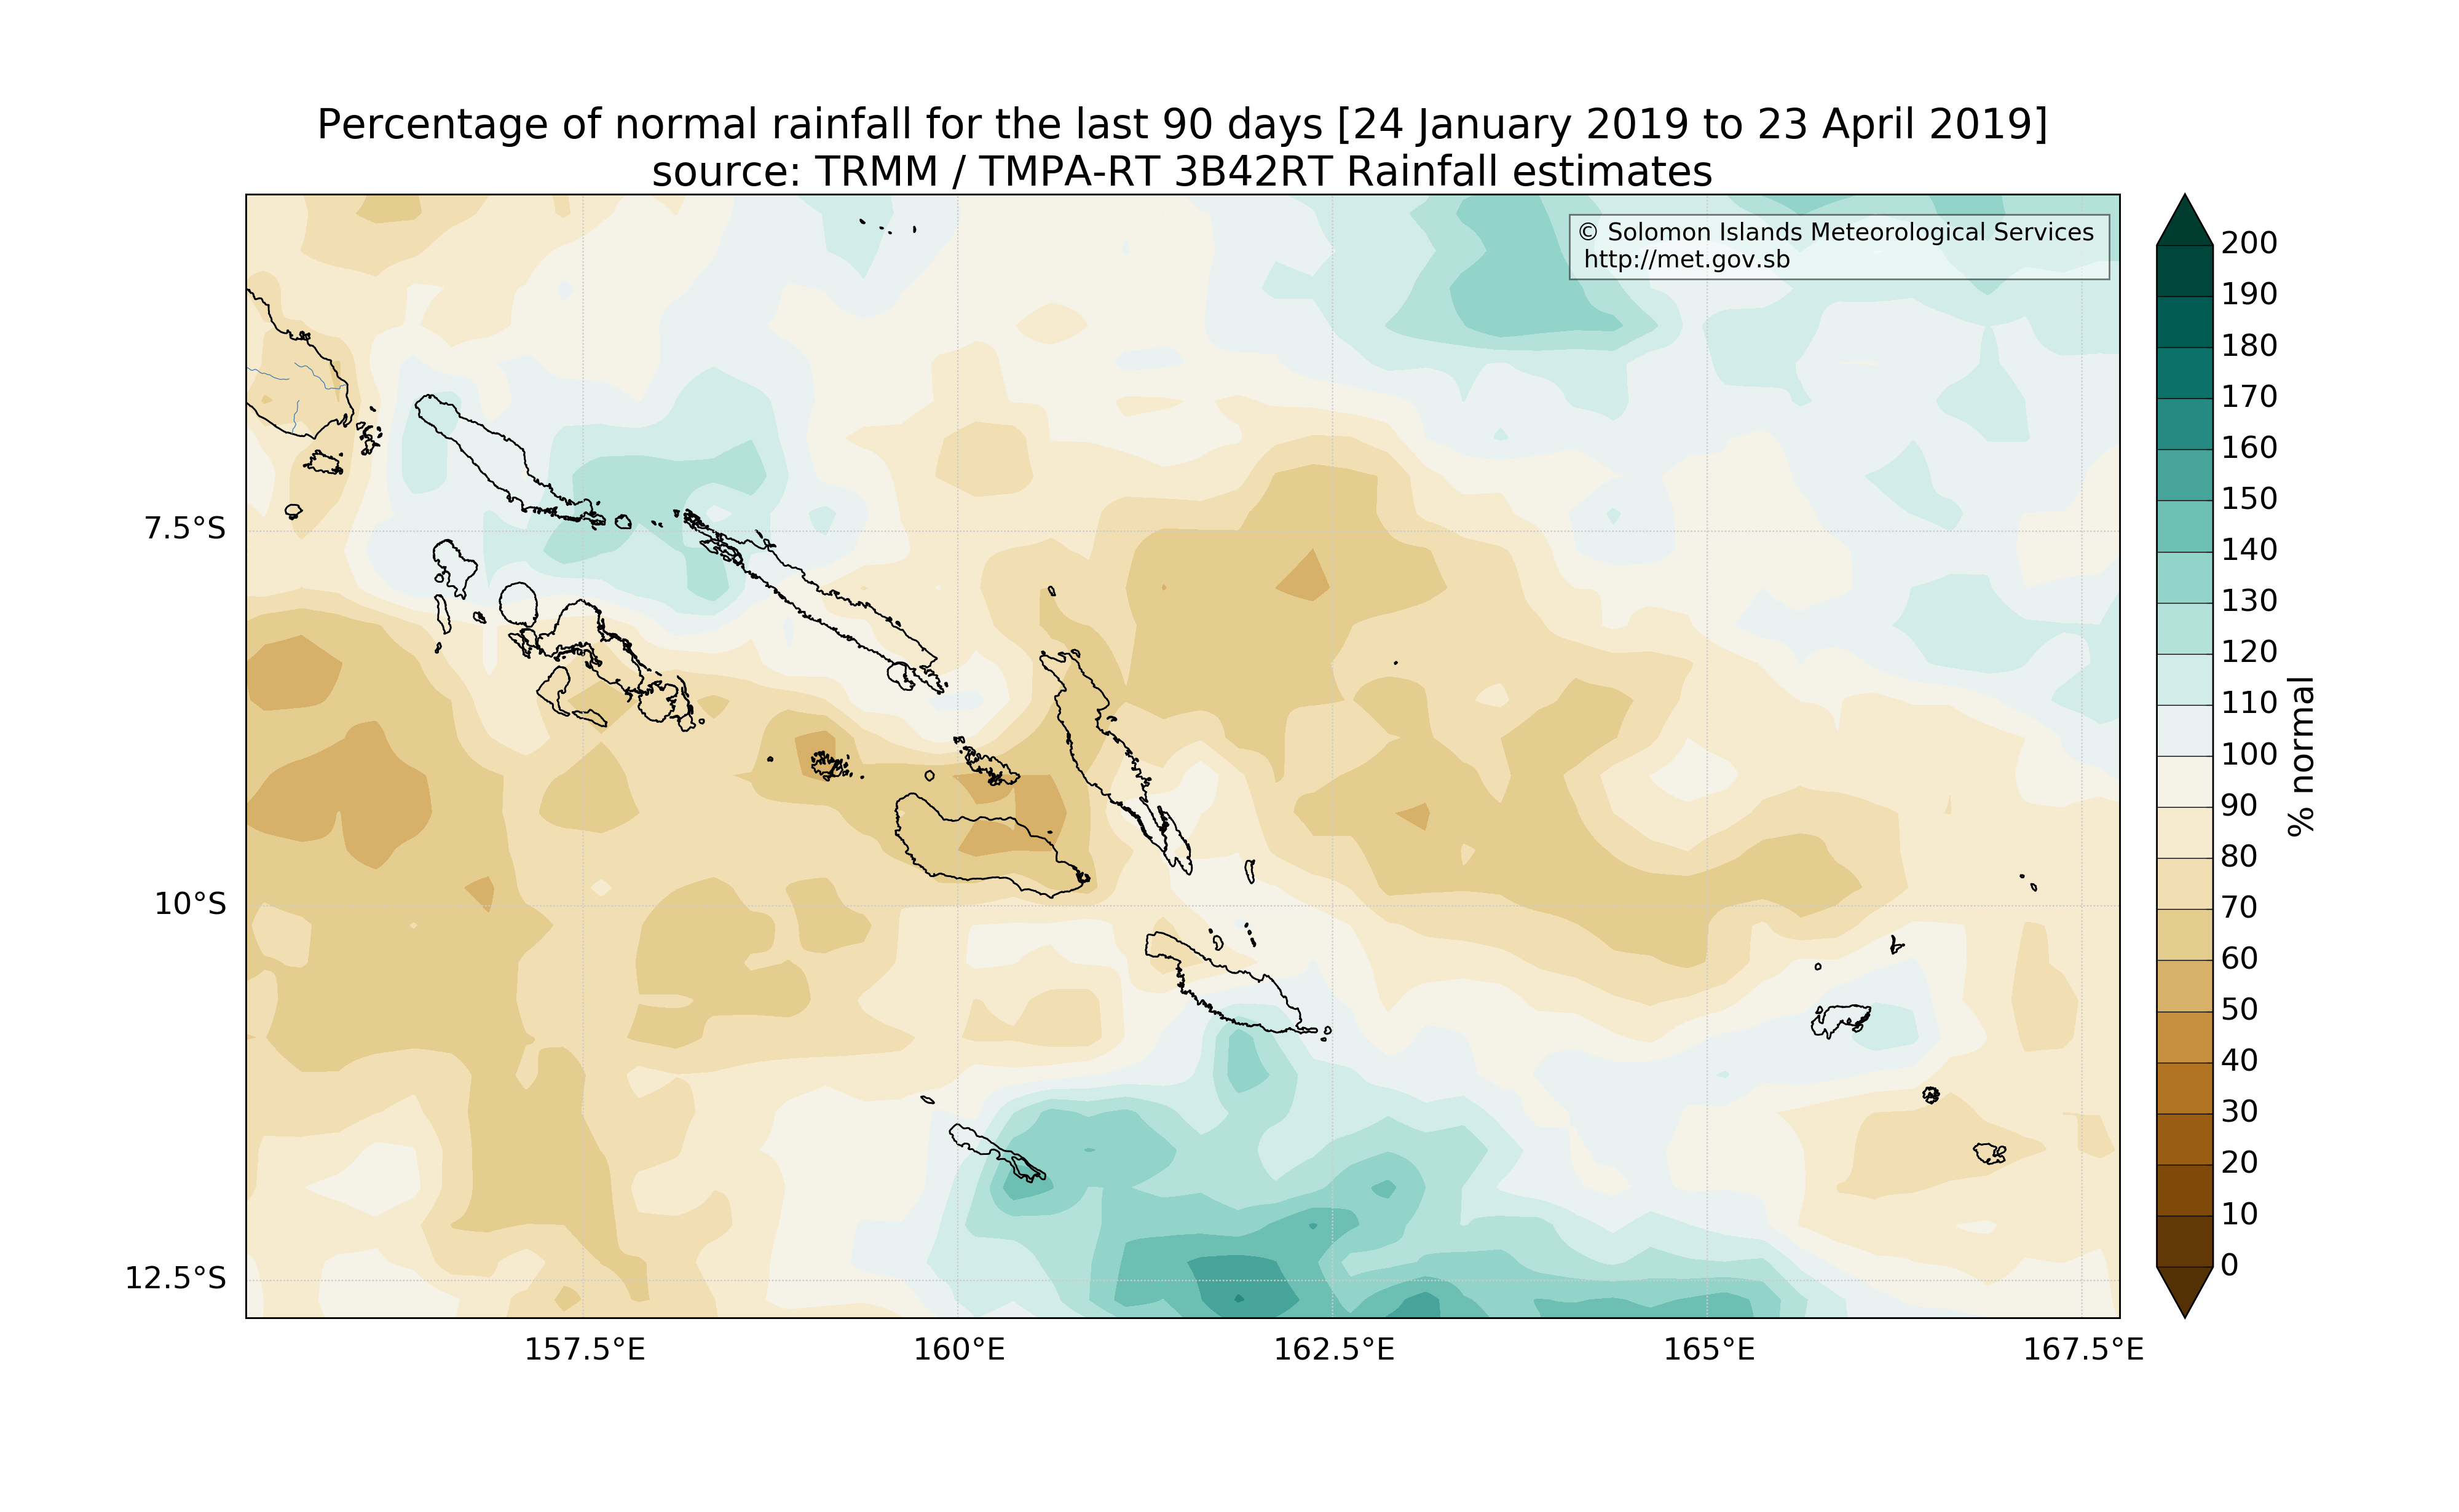 Percentage of normal rainfall for the last 90 days [24 January 2019 to 23 April 2019]
source: TRMM / TMPA-RT 3B42RT Rainfall estimates
© Solomon Islands Meteorological Services
http://met.gov.sb
7.5°S
10°S
12.5°S
157.5°E
160°E
162.5°E
165°E
167.5°E
200
190
180
170
160
150
140
130
120
110
100
90
80
70
60
50
40
30
20
10
0
% normal